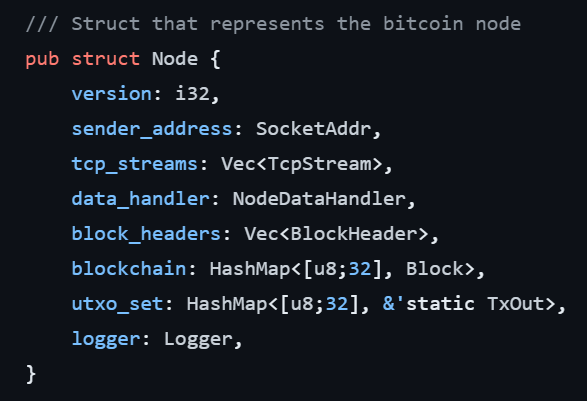 /// Struct that represents the bitcoin node
pub struct Node {
    version: i32,
    sender_address: SocketAddr,
    tcp_streams: Vec<TcpStream>,
    data_handler: NodeDataHandler,
    block_headers: Vec<BlockHeader>,
    blockchain: HashMap<[u8;32], Block>,
    utxo_set: HashMap<[u8;32], &'static TxOut>,
    logger: Logger,
}